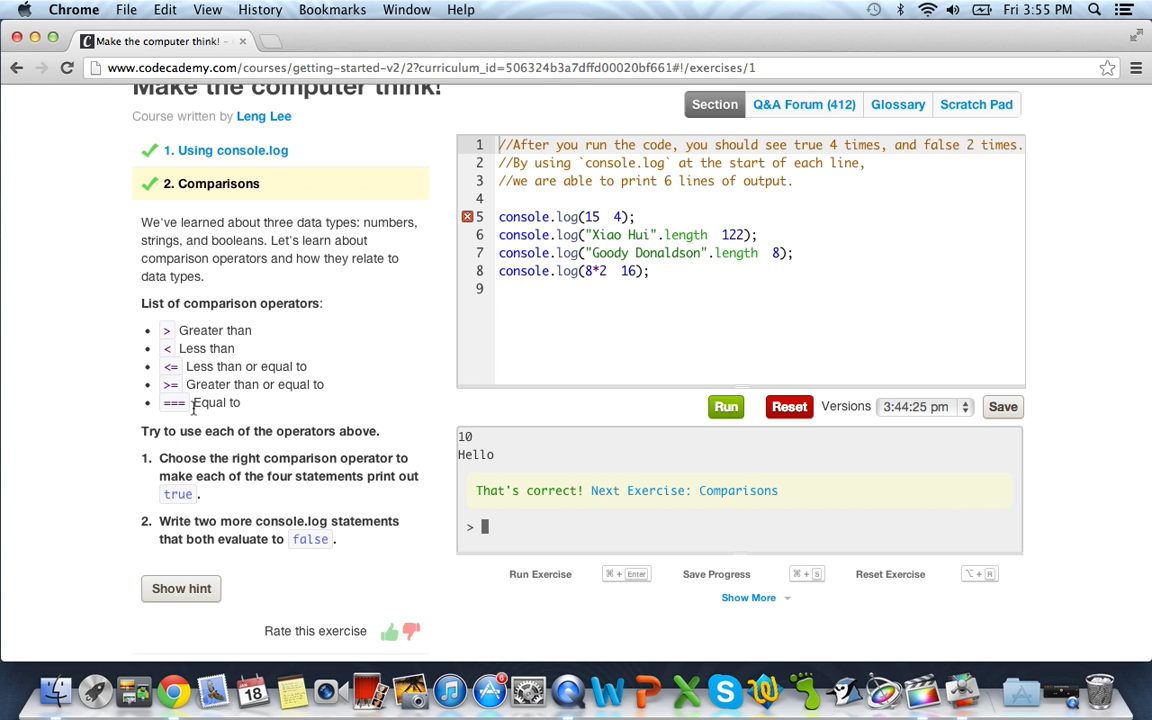 Chrome File Edit View History Bookmarks Window Help Fri 3:55 PM
Make the computer think! -
www.codecademy.com/courses/getting-started-v2/2?curriculum_id=506324b3a7dffd00020bf661#!/exercises/1
Make the computer think!
Course written by Leng Lee
Section Q&A Forum (412) Glossary Scratch Pad
1. Using console.log
2. Comparisons
We've learned about three data types: numbers,
strings, and booleans. Let's learn about
comparison operators and how they relate to
data types.
List of comparison operators:
• > Greater than
• < Less than
• <= Less than or equal to
• >= Greater than or equal to
• === Equal to
Try to use each of the operators above.
1. Choose the right comparison operator to
make each of the four statements print out
true.
2. Write two more console.log statements
that both evaluate to false.
Show hint
Rate this exercise
1 //After you run the code, you should see true 4 times, and false 2 times.
2 //By using `console.log` at the start of each line,
3 //we are able to print 6 lines of output.
4
5 console.log(15  4);
6 console.log("Xiao Hui".length  122);
7 console.log("Goody Donaldson".length  8);
8 console.log(8*2  16);
9
Run Reset Versions 3:44:25 pm Save
10
Hello
That's correct! Next Exercise: Comparisons
>
Run Exercise ⌘ + Enter Save Progress ⌘ + S Reset Exercise ⌥ + R
Show More
JAN 18 6